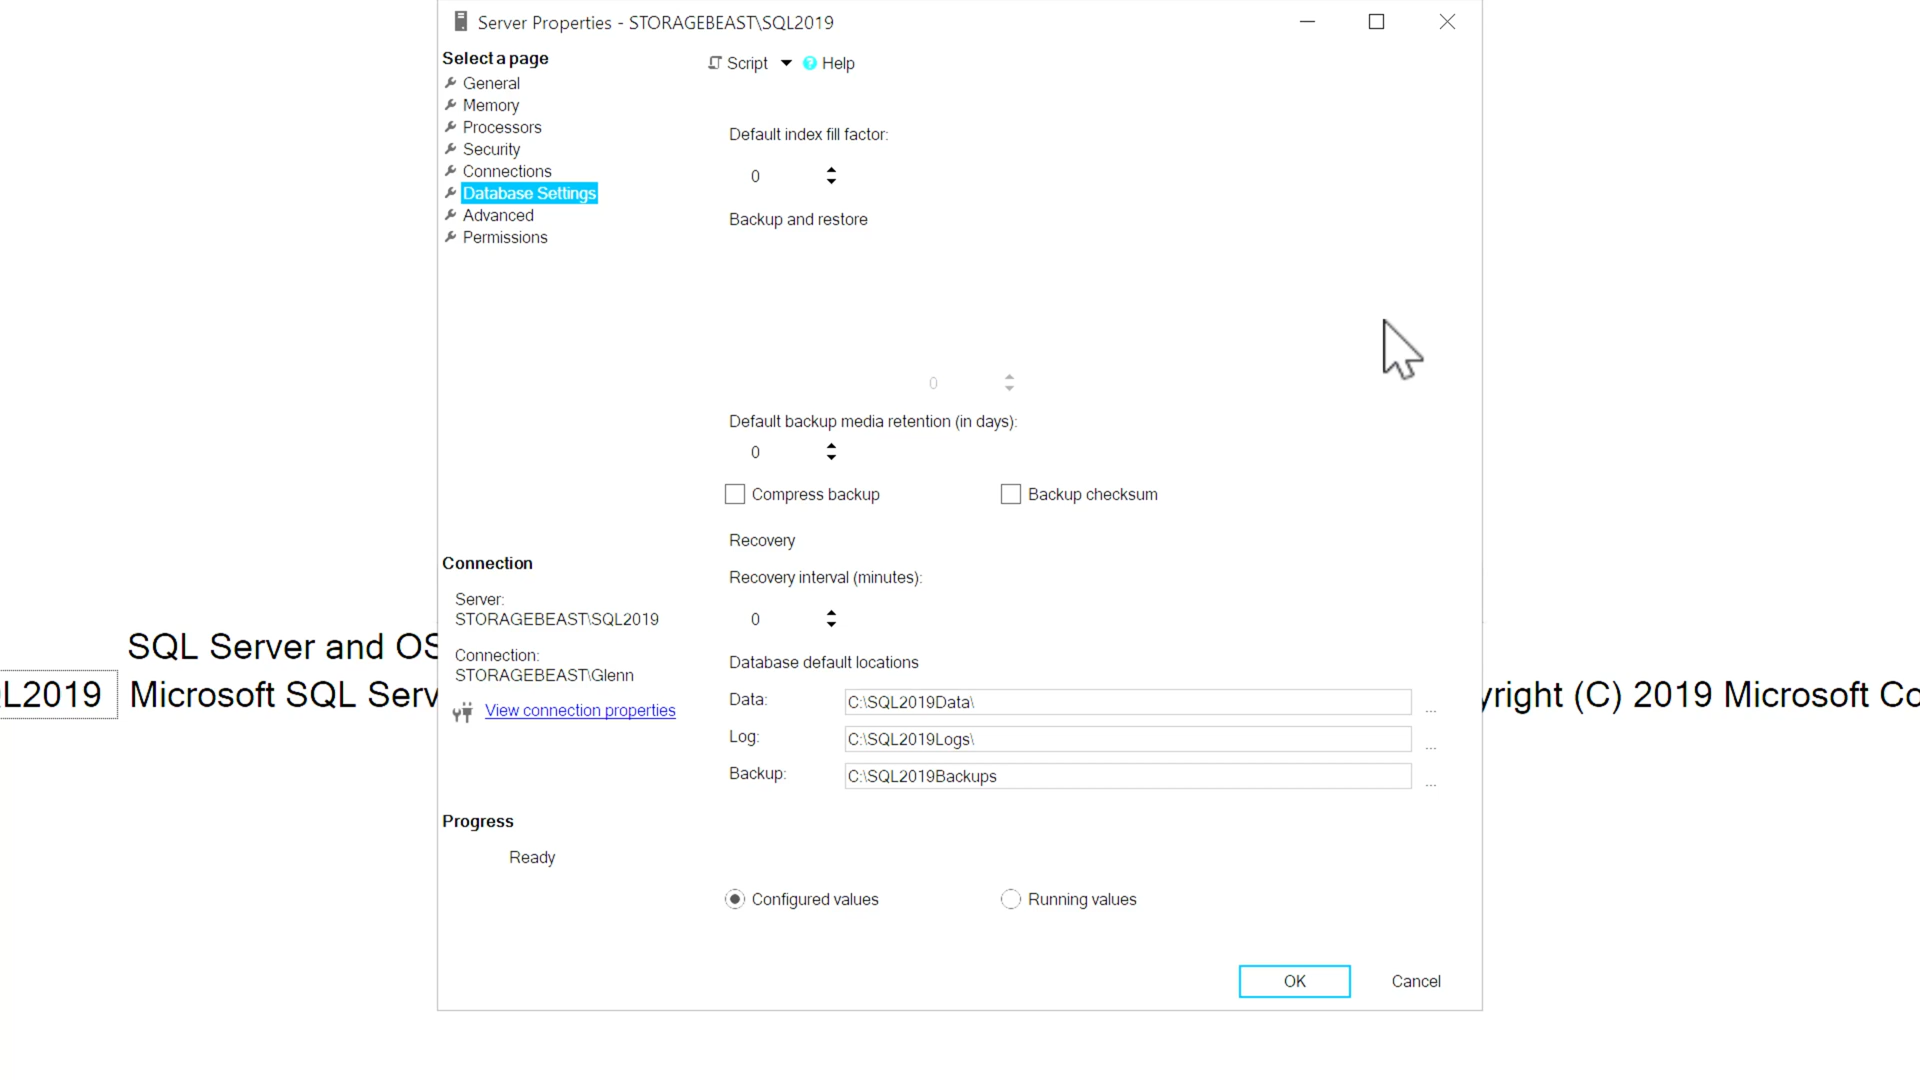 Server Properties - STORAGEBEAST\SQL2019
Select a page
General
Memory
Processors
Security
Connections
Database Settings
Advanced
Permissions
Script
Help
Default index fill factor:
0
Backup and restore
0
Default backup media retention (in days):
0
Compress backup
Backup checksum
Recovery
Recovery interval (minutes):
0
Database default locations
Data:
C:\SQL2019Data\
...
Log:
C:\SQL2019Logs\
...
Backup:
C:\SQL2019Backups
...
Configured values
Running values
OK
Cancel
Connection
Server:
STORAGEBEAST\SQL2019
Connection:
STORAGEBEAST\Glenn
View connection properties
Progress
Ready
SQL Server and OS
L2019
Microsoft SQL Serv
yright (C) 2019 Microsoft Co